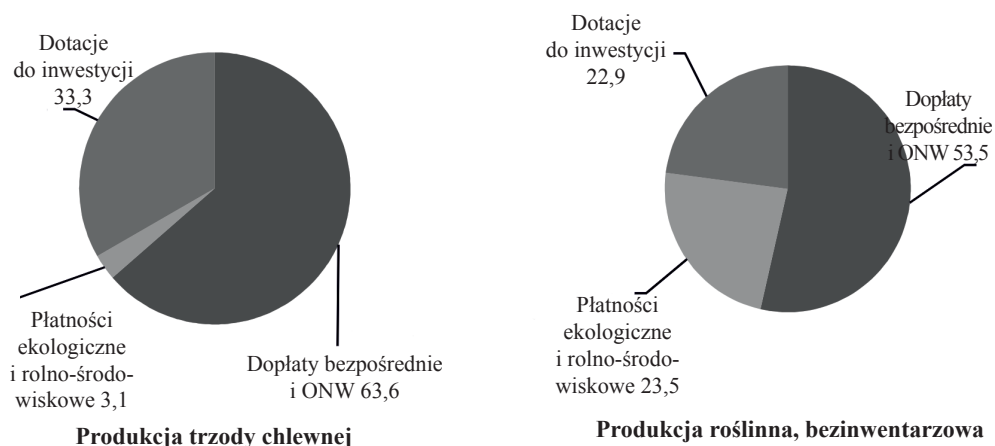 Dotacje
do inwestycji
33,3
Płatności
ekologiczne
i rolno-środo-
wiskowe 3,1
Dopłaty bezpośrednie
i ONW 63,6
Produkcja trzody chlewnej
Dotacje
do inwestycji
22,9
Dopłaty
bezpośrednie
i ONW 53,5
Płatności
ekologiczne
i rolno-środo-
wiskowe 23,5
Produkcja roślinna, bezinwentarzowa